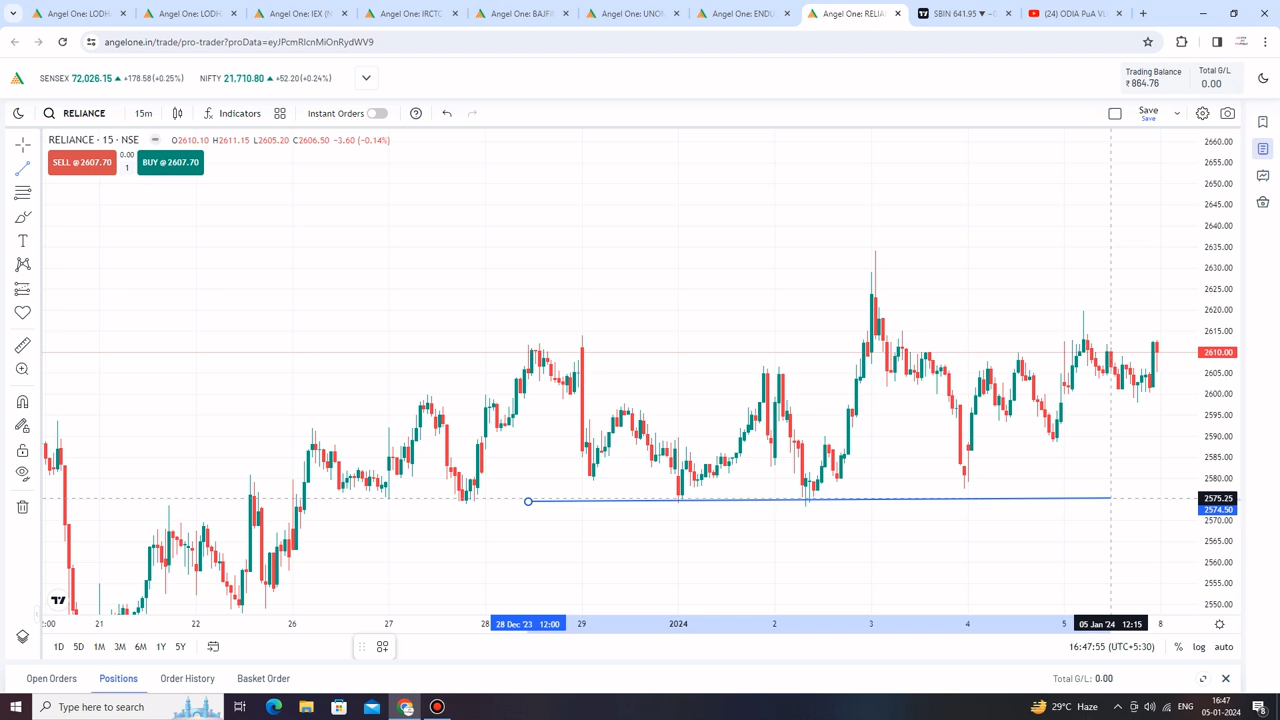 Angel One: LODH
Angel One: LODH
Angel One: IEX (IN
Angel One: IRCTC
Angel One: BAJFI
Angel One: UNON
Angel One: ENDU
Angel One: RELIA
SBIN 641.95 ▼ −0
(24) ODIA PuA VE
angelone.in/trade/pro-trader?proData=eyJPcmRlcnMiOnRydWV9
SENSEX 72,026.15 ▲ +178.58 (+0.25%) NIFTY 21,710.80 ▲ +52.20 (+0.24%)
Trading Balance Total G/L
₹ 864.76 0.00
RELIANCE 15m Indicators Instant Orders Save
Save
RELIANCE · 15 · NSE O2610.10 H2611.15 L2605.20 C2606.50 −3.60 (−0.14%)
SELL @ 2607.70 0.00 BUY @ 2607.70
1
2660.00
2655.00
2650.00
2645.00
2640.00
2635.00
2630.00
2625.00
2620.00
2615.00
2610.00
2605.00
2600.00
2595.00
2590.00
2585.00
2580.00
2575.25
2574.50
2570.00
2565.00
2560.00
2555.00
2550.00
:00 21 22 26 27 28 28 Dec '23 12:00 29 2024 2 3 4 5 05 Jan '24 12:15 8
1D 5D 1M 3M 6M 1Y 5Y 16:47:55 (UTC+5:30) % log auto
Open Orders Positions Order History Basket Order Total G/L: 0.00
Type here to search 23°C Haze ENG 16:47
05-01-2024 8